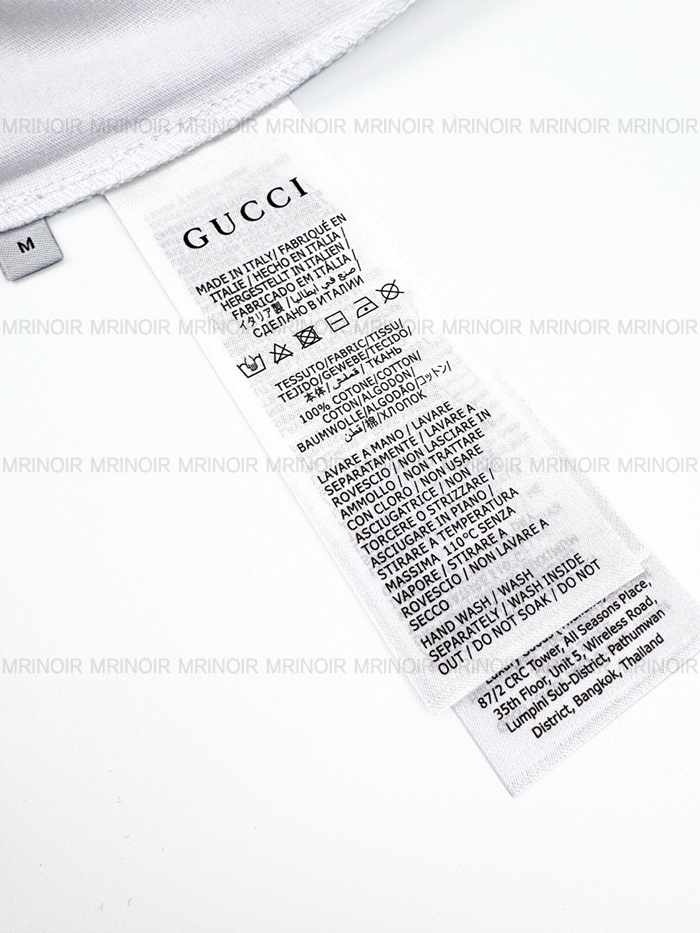 MRINOIR MRINOIR MRINOIR MRINOIR MRINOIR MRINOIR MRINOIR MRINOIR
GUCCI
M
MADE IN ITALY / FABRIQUÉ EN
ITALIE / HECHO EN ITALIA /
HERGESTELLT IN ITALIEN /
FABRICADO EM ITÁLIA /
イタリア製 / صنع في ايطاليا /
СДЕЛАНО В ИТАЛИИ
MRINOIR MRINOIR MRINOIR MRINOIR MRINOIR MRINOIR MRINOIR MRINOIR
TESSUTO/FABRIC/TISSU/
TEJIDO/GEWEBE/TECIDO/
本体/ قماش / ТКАНЬ
100% COTONE/COTTON/
COTON/ALGODON/
BAUMWOLLE/ALGODÃO/コットン/
قطن/棉/ХЛОПОК
LAVARE A MANO / LAVARE
SEPARATAMENTE / LAVARE A
ROVESCIO / NON LASCIARE IN
AMMOLLO / NON TRATTARE
CON CLORO / NON USARE
ASCIUGATRICE / NON
TORCERE O STRIZZARE /
ASCIUGARE IN PIANO /
STIRARE A TEMPERATURA
MASSIMA 110°C SENZA
VAPORE / STIRARE A
ROVESCIO / NON LAVARE A
SECCO
MRINOIR MRINOIR MRINOIR MRINOIR MRINOIR MRINOIR MRINOIR MRINOIR
HAND WASH / WASH
SEPARATELY / WASH INSIDE
OUT / DO NOT SOAK / DO NOT
87/2 CRC Tower, All Seasons Place,
35th Floor, Unit 5, Wireless Road,
Lumpini Sub-District, Pathumwan
District, Bangkok, Thailand
MRINOIR MRINOIR MRINOIR MRINOIR MRINOIR MRINOIR MRINOIR MRINOIR